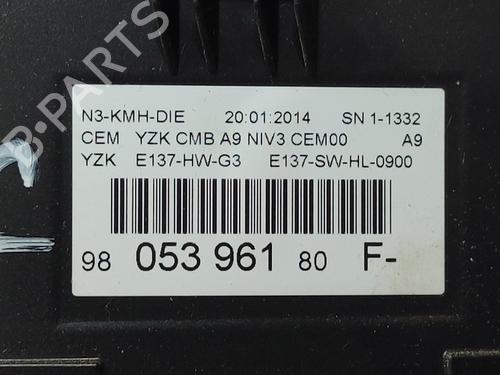 B-PARTS
N3-KMH-DIE 20:01:2014 SN 1-1332
CEM YZK CMB A9 NIV3 CEM00 A9
YZK E137-HW-G3 E137-SW-HL-0900
98 053 961 80 F-